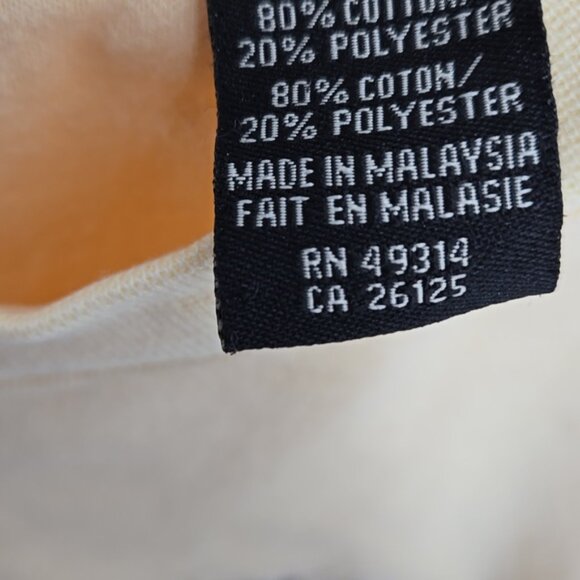 80% COTTON/
20% POLYESTER
80% COTON/
20% POLYESTER
MADE IN MALAYSIA
FAIT EN MALASIE
RN 49314
CA 26125